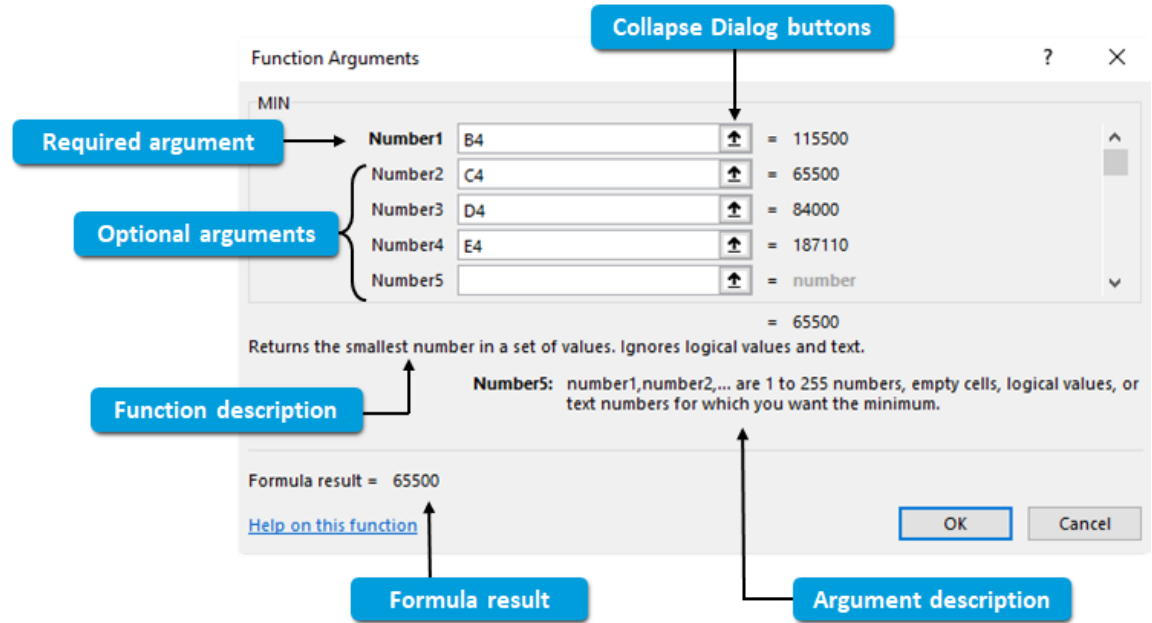 Collapse Dialog buttons
Function Arguments ? ×
MIN
Required argument
Number1 B4 = 115500
Number2 C4 = 65500
Number3 D4 = 84000
Optional arguments
Number4 E4 = 187110
Number5 = number
= 65500
Returns the smallest number in a set of values. Ignores logical values and text.
Number5: number1,number2,... are 1 to 255 numbers, empty cells, logical values, or
text numbers for which you want the minimum.
Function description
Formula result = 65500
Help on this function
OK Cancel
Formula result
Argument description